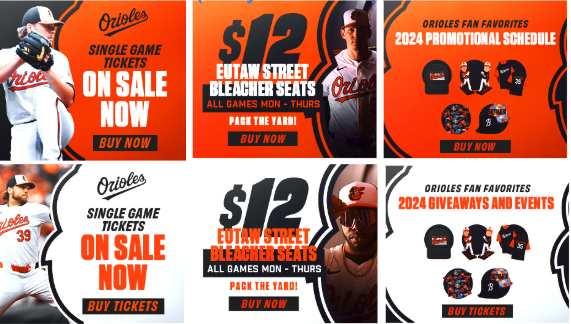 Orioles
SINGLE GAME
TICKETS
ON SALE
NOW
BUY NOW
$12
EUTAW STREET
BLEACHER SEATS
ALL GAMES MON - THURS
PACK THE YARD!
BUY NOW
ORIOLES FAN FAVORITES
2024 PROMOTIONAL SCHEDULE
35
B
BUY NOW
Orioles
SINGLE GAME
TICKETS
ON SALE
NOW
39
BUY TICKETS
$12
EUTAW STREET
BLEACHER SEATS
ALL GAMES MON - THURS
PACK THE YARD!
BUY NOW
ORIOLES FAN FAVORITES
2024 GIVEAWAYS AND EVENTS
35
B
BUY TICKETS